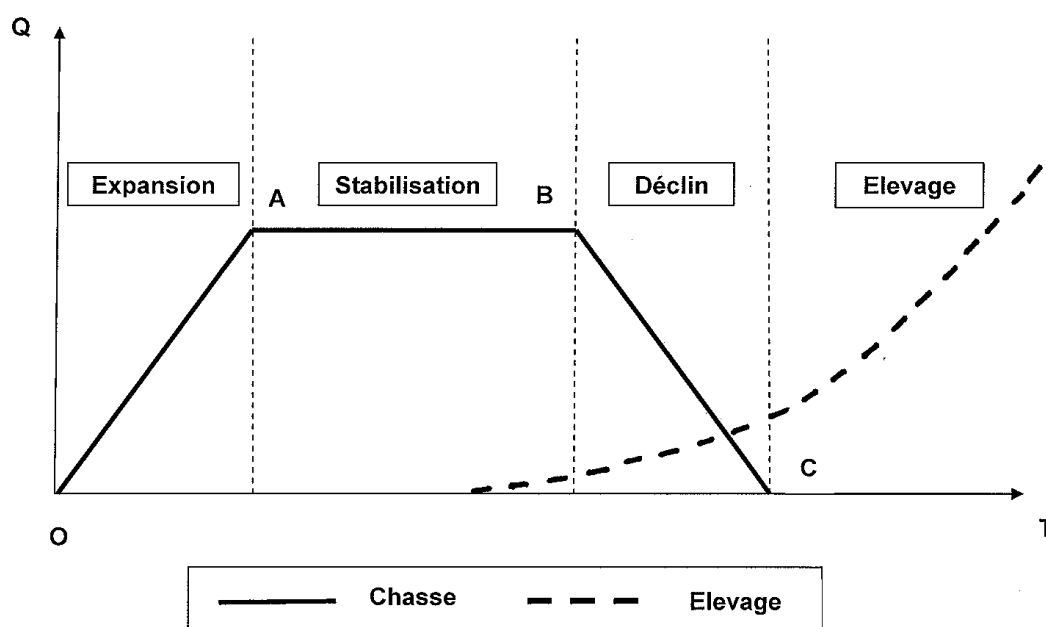 Q
Expansion
Stabilisation
Déclin
Elevage
A
B
C
O
T
Chasse
Elevage